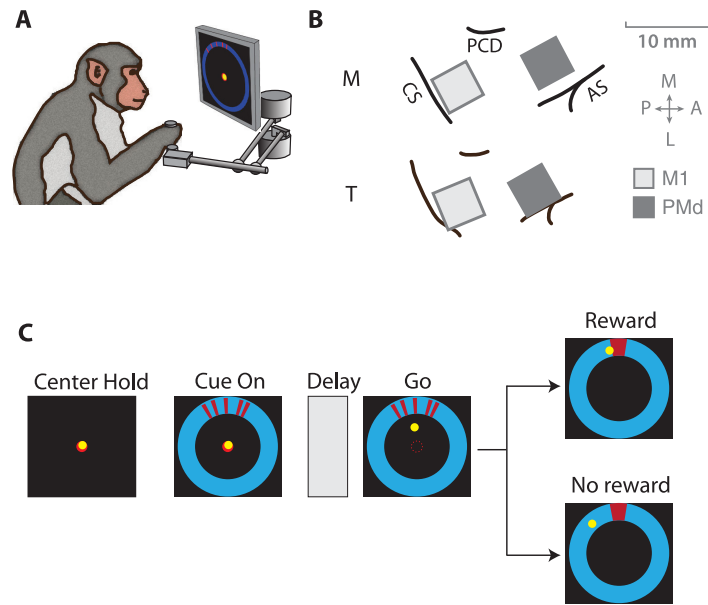 A
B
PCD
10 mm
M
CS
AS
M
P
A
L
M1
PMd
T
C
Center Hold
Cue On
Delay
Go
Reward
No reward